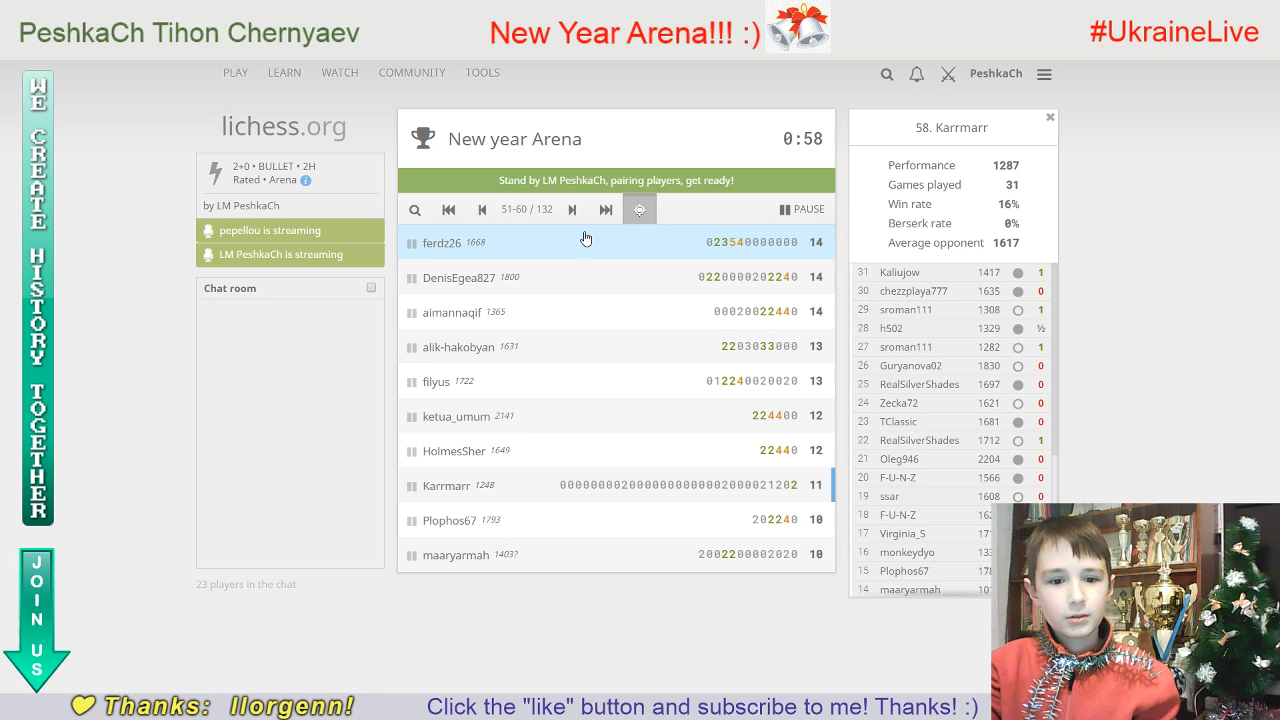 PeshkaCh Tihon Chernyaev
New Year Arena!!! :)
#UkraineLive
WE CREATE HISTORY TOGETHER
JOIN US
PLAY LEARN WATCH COMMUNITY TOOLS
PeshkaCh
lichess.org
2+0 • BULLET • 2H
Rated • Arena
by LM PeshkaCh
pepellou is streaming
LM PeshkaCh is streaming
Chat room
23 players in the chat
New year Arena 0:58
Stand by LM PeshkaCh, pairing players, get ready!
51-60 / 132 PAUSE
ferdz26 1668 023540000000 14
DenisEgea827 1800 0220000202240 14
aimannaqif 1365 00020022440 14
alik-hakobyan 1631 2203033000 13
filyus 1722 012240020020 13
ketua_umum 2141 224400 12
HolmesSher 1649 22440 12
Karrmarr 1248 11
Plophos67 1793 202240 10
maaryarmah 1403? 2002200002020 10
58. Karrmarr
Performance 1287
Games played 31
Win rate 16%
Berserk rate 0%
Average opponent 1617
31 Kaliujow 1417 1
30 chezzplaya777 1635 0
29 sroman111 1308 1
28 h502 1329 ½
27 sroman111 1282 1
26 Guryanova02 1830 0
25 RealSilverShades 1697 0
24 Zecka72 1621 0
23 TClassic 1681 0
22 RealSilverShades 1712 1
21 Oleg946 2204 0
20 F-U-N-Z 1566 0
19 ssar 1608 0
18 F-U-N-Z
17 Virginia_S
16 monkeydyo
15 Plophos67
14 maaryarmah
Thanks: llorgenn!
Click the "like" button and subscribe to me! Thanks! :)